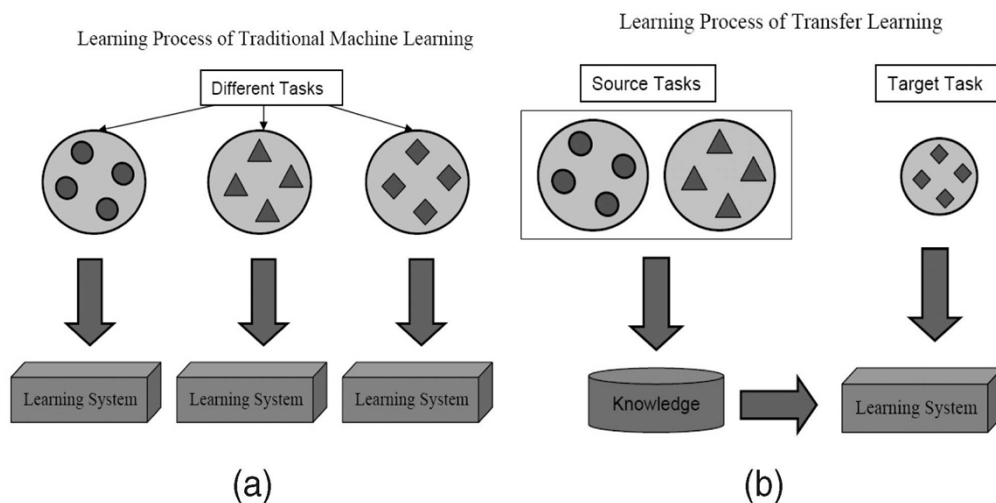 Learning Process of Traditional Machine Learning
Different Tasks
Learning System
Learning System
Learning System
(a)
Learning Process of Transfer Learning
Source Tasks
Target Task
Knowledge
Learning System
(b)